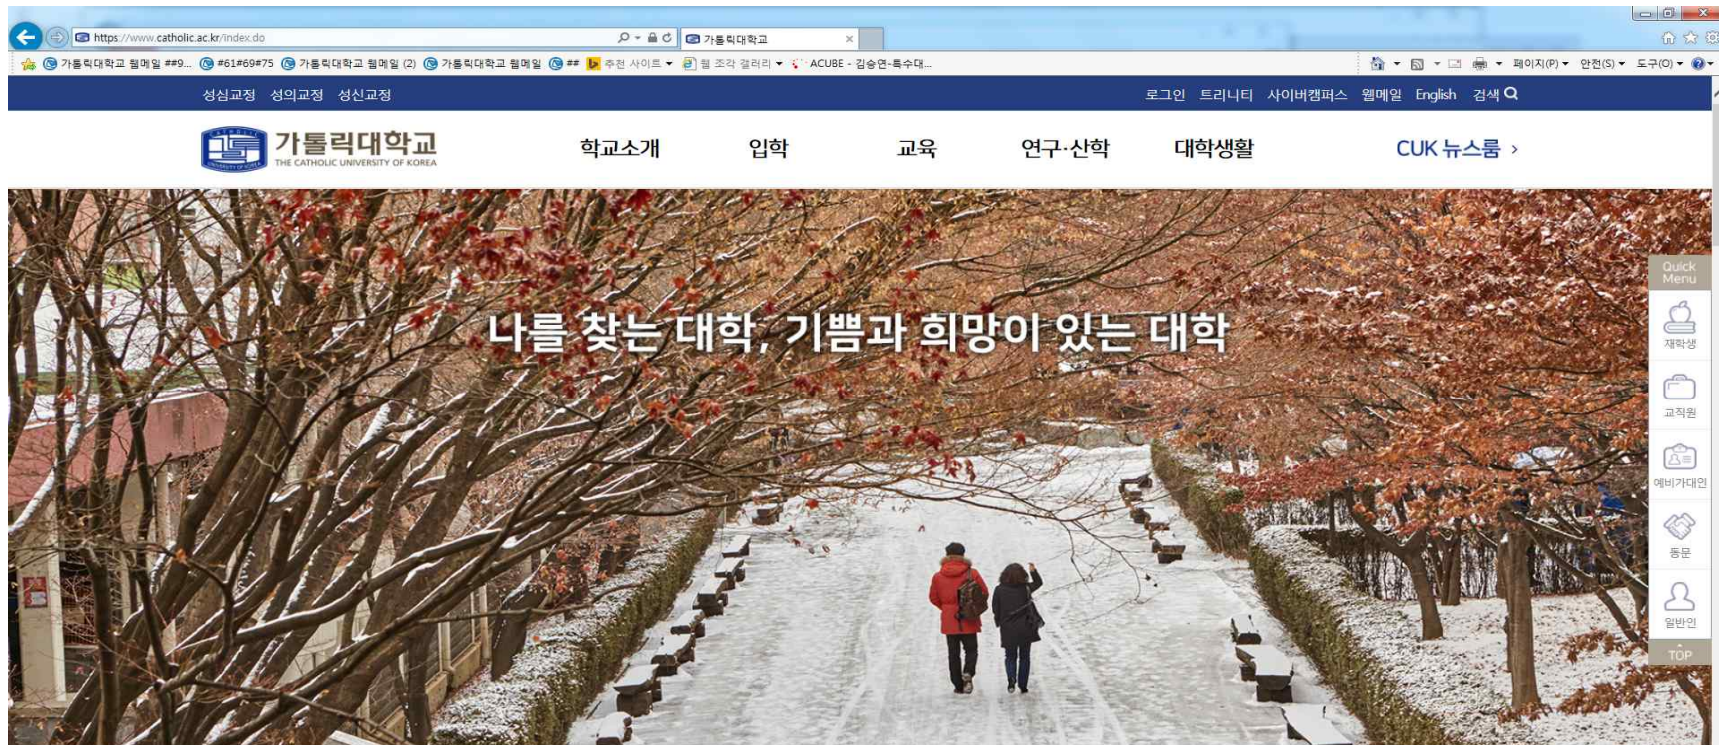 https://www.catholic.ac.kr/index.do
가톨릭대학교
가톨릭대학교 웹메일 ##9... #61#69#75 가톨릭대학교 웹메일 (2) 가톨릭대학교 웹메일 ## 추천 사이트 웹 조각 갤러리 ACUBE - 김승연-특수대...
페이지(P) 안전(S) 도구(O)
성심교정 성의교정 성신교정
로그인 트리니티 사이버캠퍼스 웹메일 English 검색
가톨릭대학교
THE CATHOLIC UNIVERSITY OF KOREA
학교소개 입학 교육 연구·산학 대학생활 CUK 뉴스룸 >
나를 찾는 대학, 기쁨과 희망이 있는 대학
Quick
Menu
재학생
교직원
예비가대인
동문
일반인
TOP